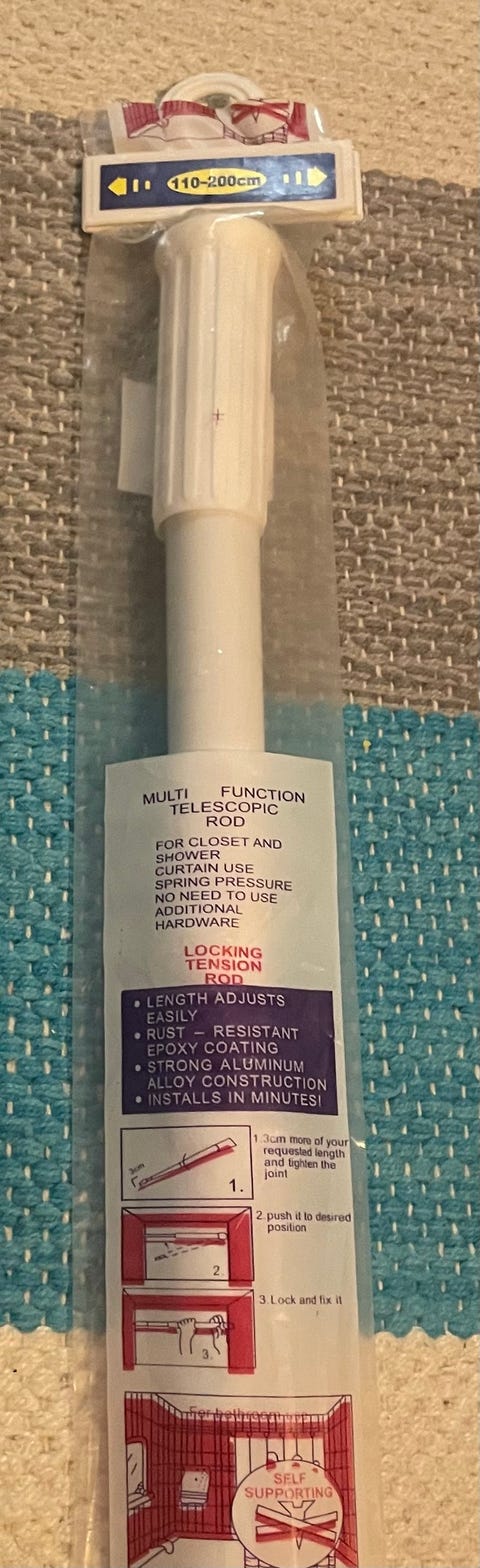 110-200cm
MULTI FUNCTION
TELESCOPIC
ROD
FOR CLOSET AND
SHOWER
CURTAIN USE
SPRING PRESSURE
NO NEED TO USE
ADDITIONAL
HARDWARE
LOCKING
TENSION
ROD
• LENGTH ADJUSTS
EASILY
• RUST – RESISTANT
EPOXY COATING
• STRONG ALUMINUM
ALLOY CONSTRUCTION
• INSTALLS IN MINUTES!
3cm
1.
1.3cm more of your
requested length
and tighten the
joint
2.
2.push it to desired
position
3.
3.Lock and fix it
For bathroom use
SELF
SUPPORTING